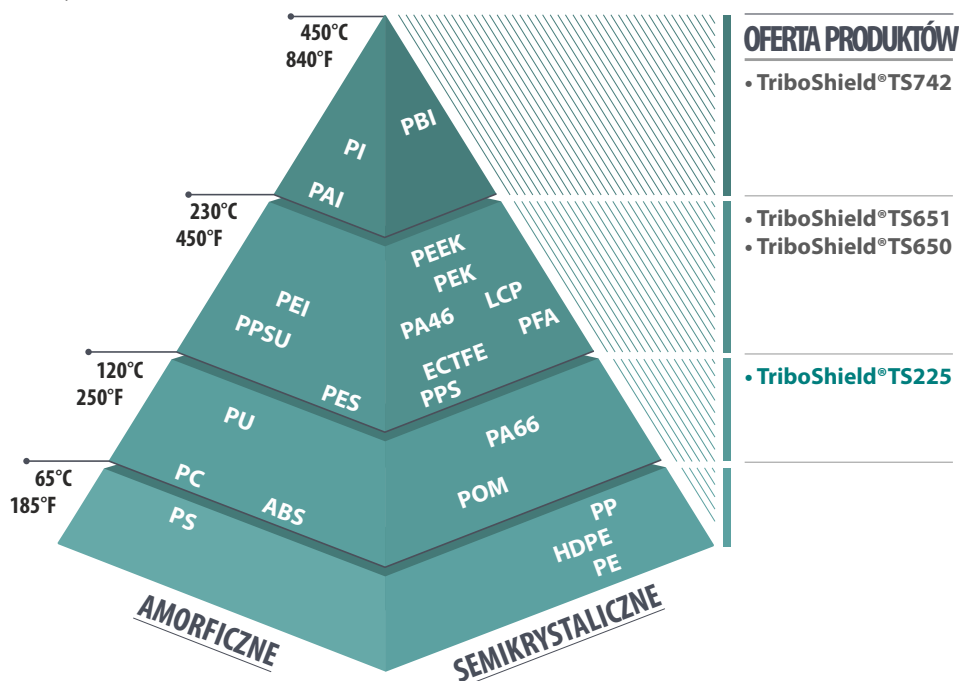 450°C
840°F
OFERTA PRODUKTÓW
• TriboShield®TS742
PBI
PI
PAI
230°C
450°F
• TriboShield®TS651
• TriboShield®TS650
PEEK
PEK
LCP
PEI
PA46
PFA
PPSU
ECTFE
PES
PPS
120°C
250°F
• TriboShield®TS225
PU
PA66
PC
POM
ABS
65°C
185°F
PS
PP
HDPE
PE
AMORFICZNE
SEMIKRYSTALICZNE